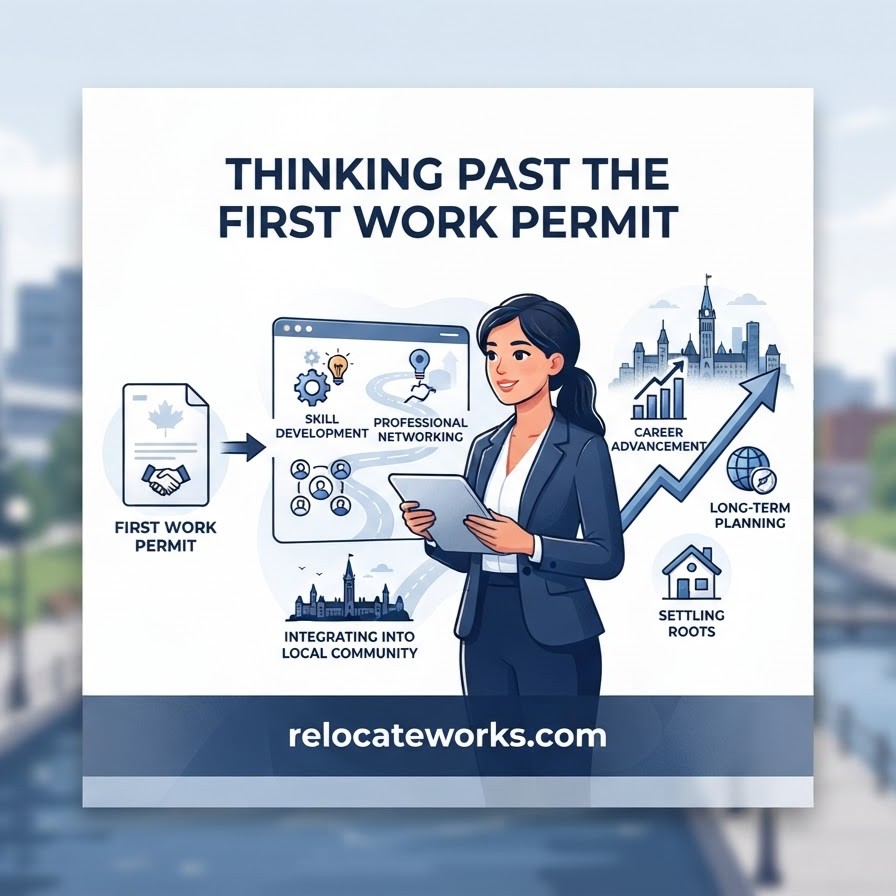 THINKING PAST THE
FIRST WORK PERMIT
SKILL
DEVELOPMENT
PROFESSIONAL
NETWORKING
CAREER
ADVANCEMENT
FIRST WORK
PERMIT
LONG-TERM
PLANNING
SETTLING
ROOTS
INTEGRATING INTO
LOCAL COMMUNITY
relocateworks.com